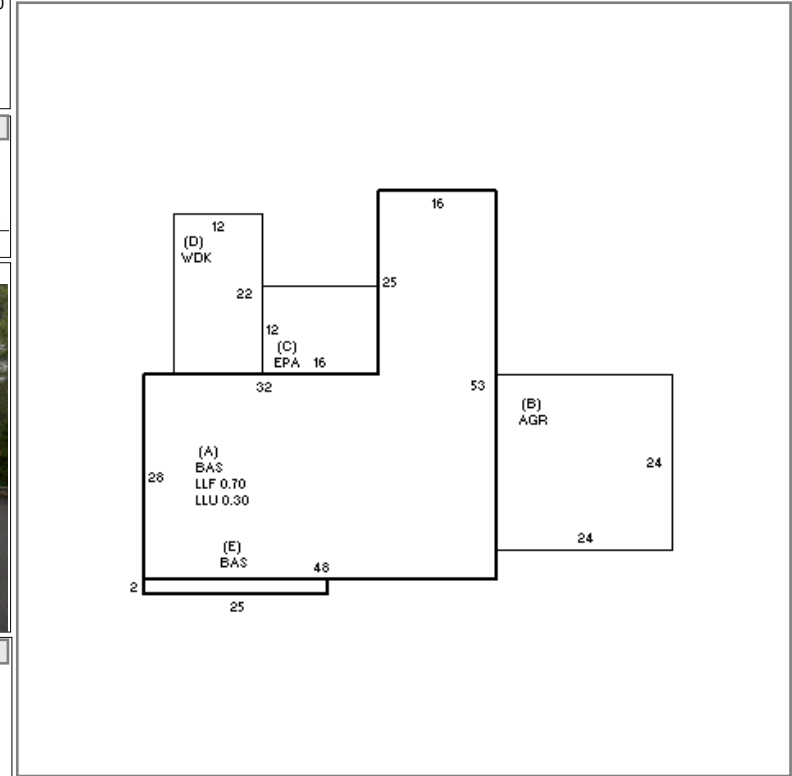 16
12
(D)
WDK
25
22
12
(C)
EPA 16
32
53
(B)
AGR
(A)
BAS
LLF 0.70
LLU 0.30
28
24
24
(E)
BAS
48
2
25